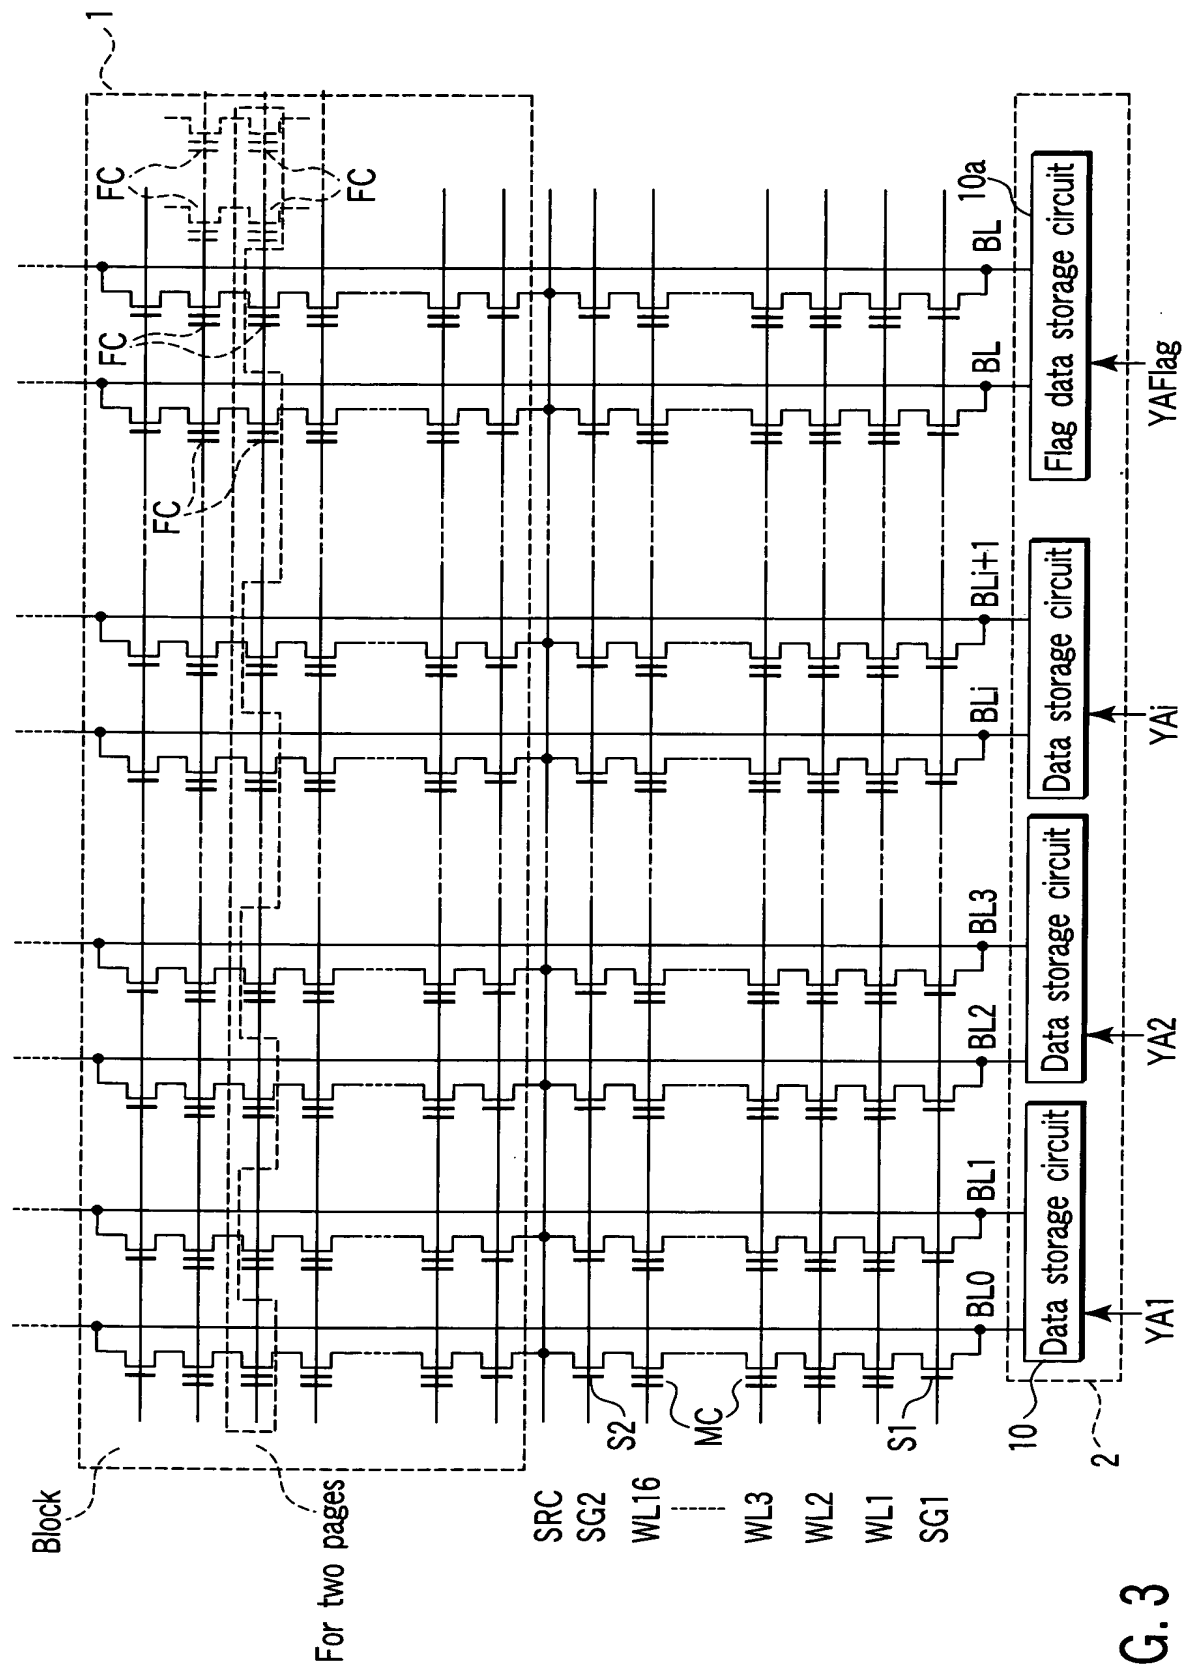 1
Block
For two pages
FC
FC
FC
FC
SRC
SG2
WL16
WL3
WL2
WL1
SG1
S2
MC
S1
BL0
BL1
BL2
BL3
BLi
BLi+1
BL
BL
10
10a
Data storage circuit
Data storage circuit
Data storage circuit
Flag data storage circuit
2
YA1
YA2
YAi
YAFlag
G. 3